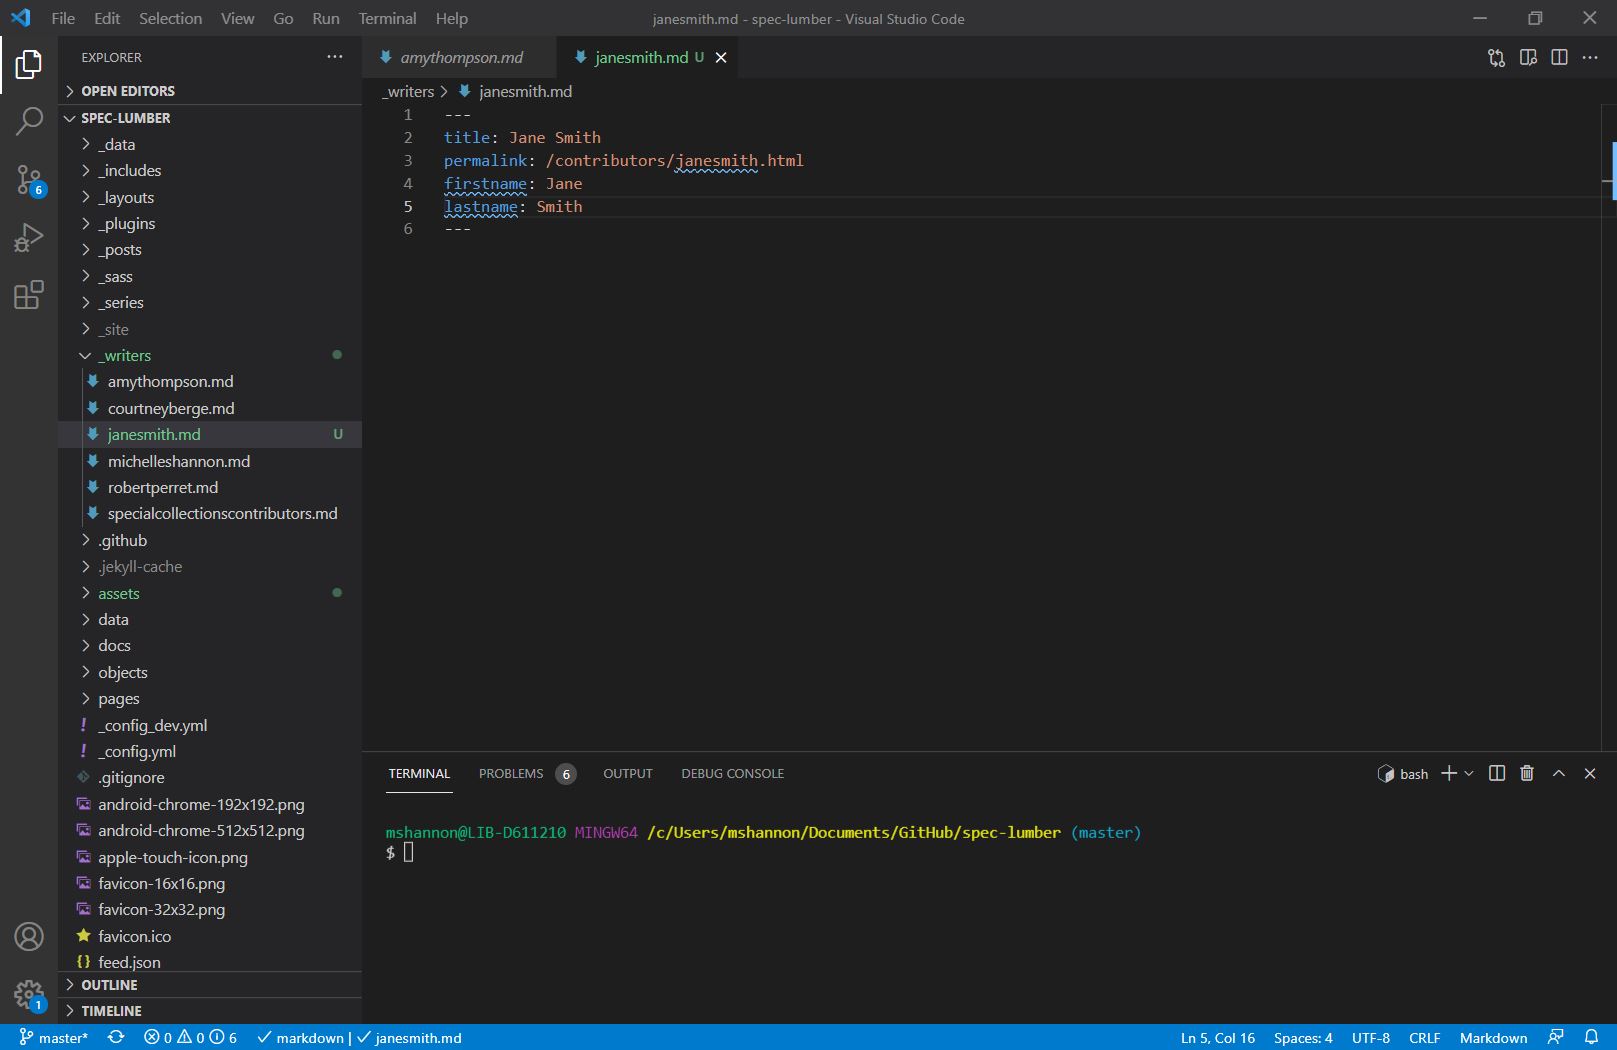 File Edit Selection View Go Run Terminal Help janesmith.md - spec-lumber - Visual Studio Code
EXPLORER
OPEN EDITORS
SPEC-LUMBER
_data
_includes
_layouts
_plugins
_posts
_sass
_series
_site
_writers
amythompson.md
courtneyberge.md
janesmith.md U
michelleshannon.md
robertperret.md
specialcollectionscontributors.md
.github
.jekyll-cache
assets
data
docs
objects
pages
! _config_dev.yml
! _config.yml
.gitignore
android-chrome-192x192.png
android-chrome-512x512.png
apple-touch-icon.png
favicon-16x16.png
favicon-32x32.png
favicon.ico
{} feed.json
OUTLINE
TIMELINE
6
1
amythompson.md janesmith.md U
_writers > janesmith.md
1 ---
2 title: Jane Smith
3 permalink: /contributors/janesmith.html
4 firstname: Jane
5 lastname: Smith
6 ---
TERMINAL PROBLEMS 6 OUTPUT DEBUG CONSOLE bash
mshannon@LIB-D611210 MINGW64 /c/Users/mshannon/Documents/GitHub/spec-lumber (master)
$
master* 0 0 6 markdown | janesmith.md Ln 5, Col 16 Spaces: 4 UTF-8 CRLF Markdown